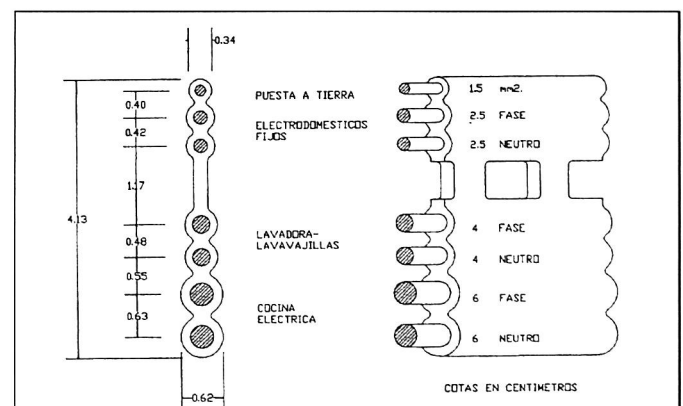 0.34
PUESTA A TIERRA
ELECTRODOMESTICOS
FIJOS
LAVADORA-
LAVAVAJILLAS
COCINA
ELECTRICA
0.40
0.42
1.17
4.13
0.48
0.55
0.63
0.62
1.5 mm2.
2.5 FASE
2.5 NEUTRO
4 FASE
4 NEUTRO
6 FASE
6 NEUTRO
COTAS EN CENTIMETROS